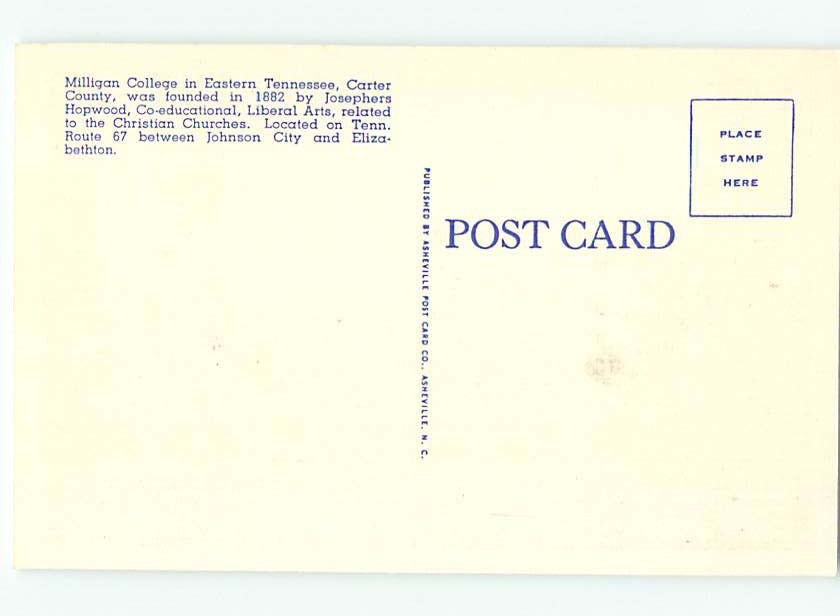 Milligan College in Eastern Tennessee, Carter
County, was founded in 1882 by Josephers
Hopwood, Co-educational, Liberal Arts, related
to the Christian Churches. Located on Tenn.
Route 67 between Johnson City and Eliza-
bethton.
PUBLISHED BY ASHEVILLE POST CARD CO., ASHEVILLE, N. C.
POST CARD
PLACE
STAMP
HERE